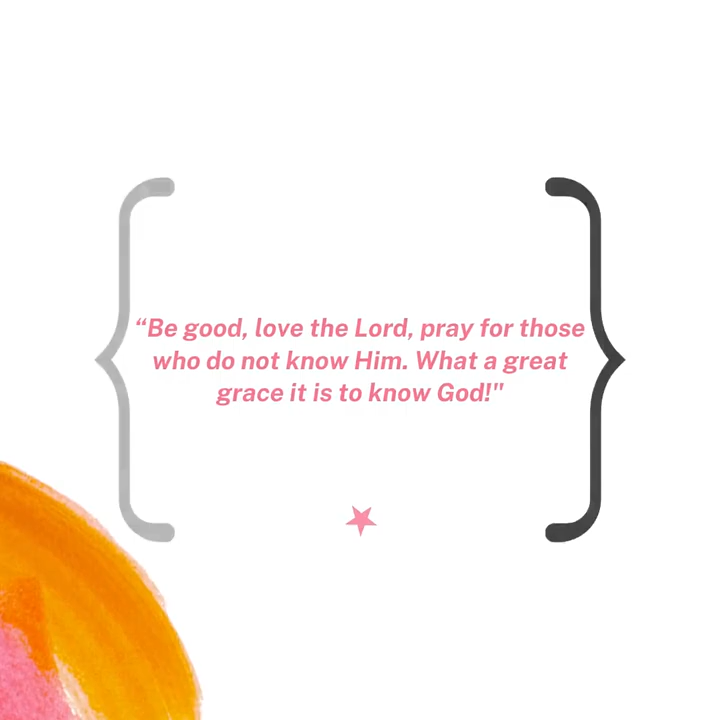 “Be good, love the Lord, pray for those
who do not know Him. What a great
grace it is to know God!"